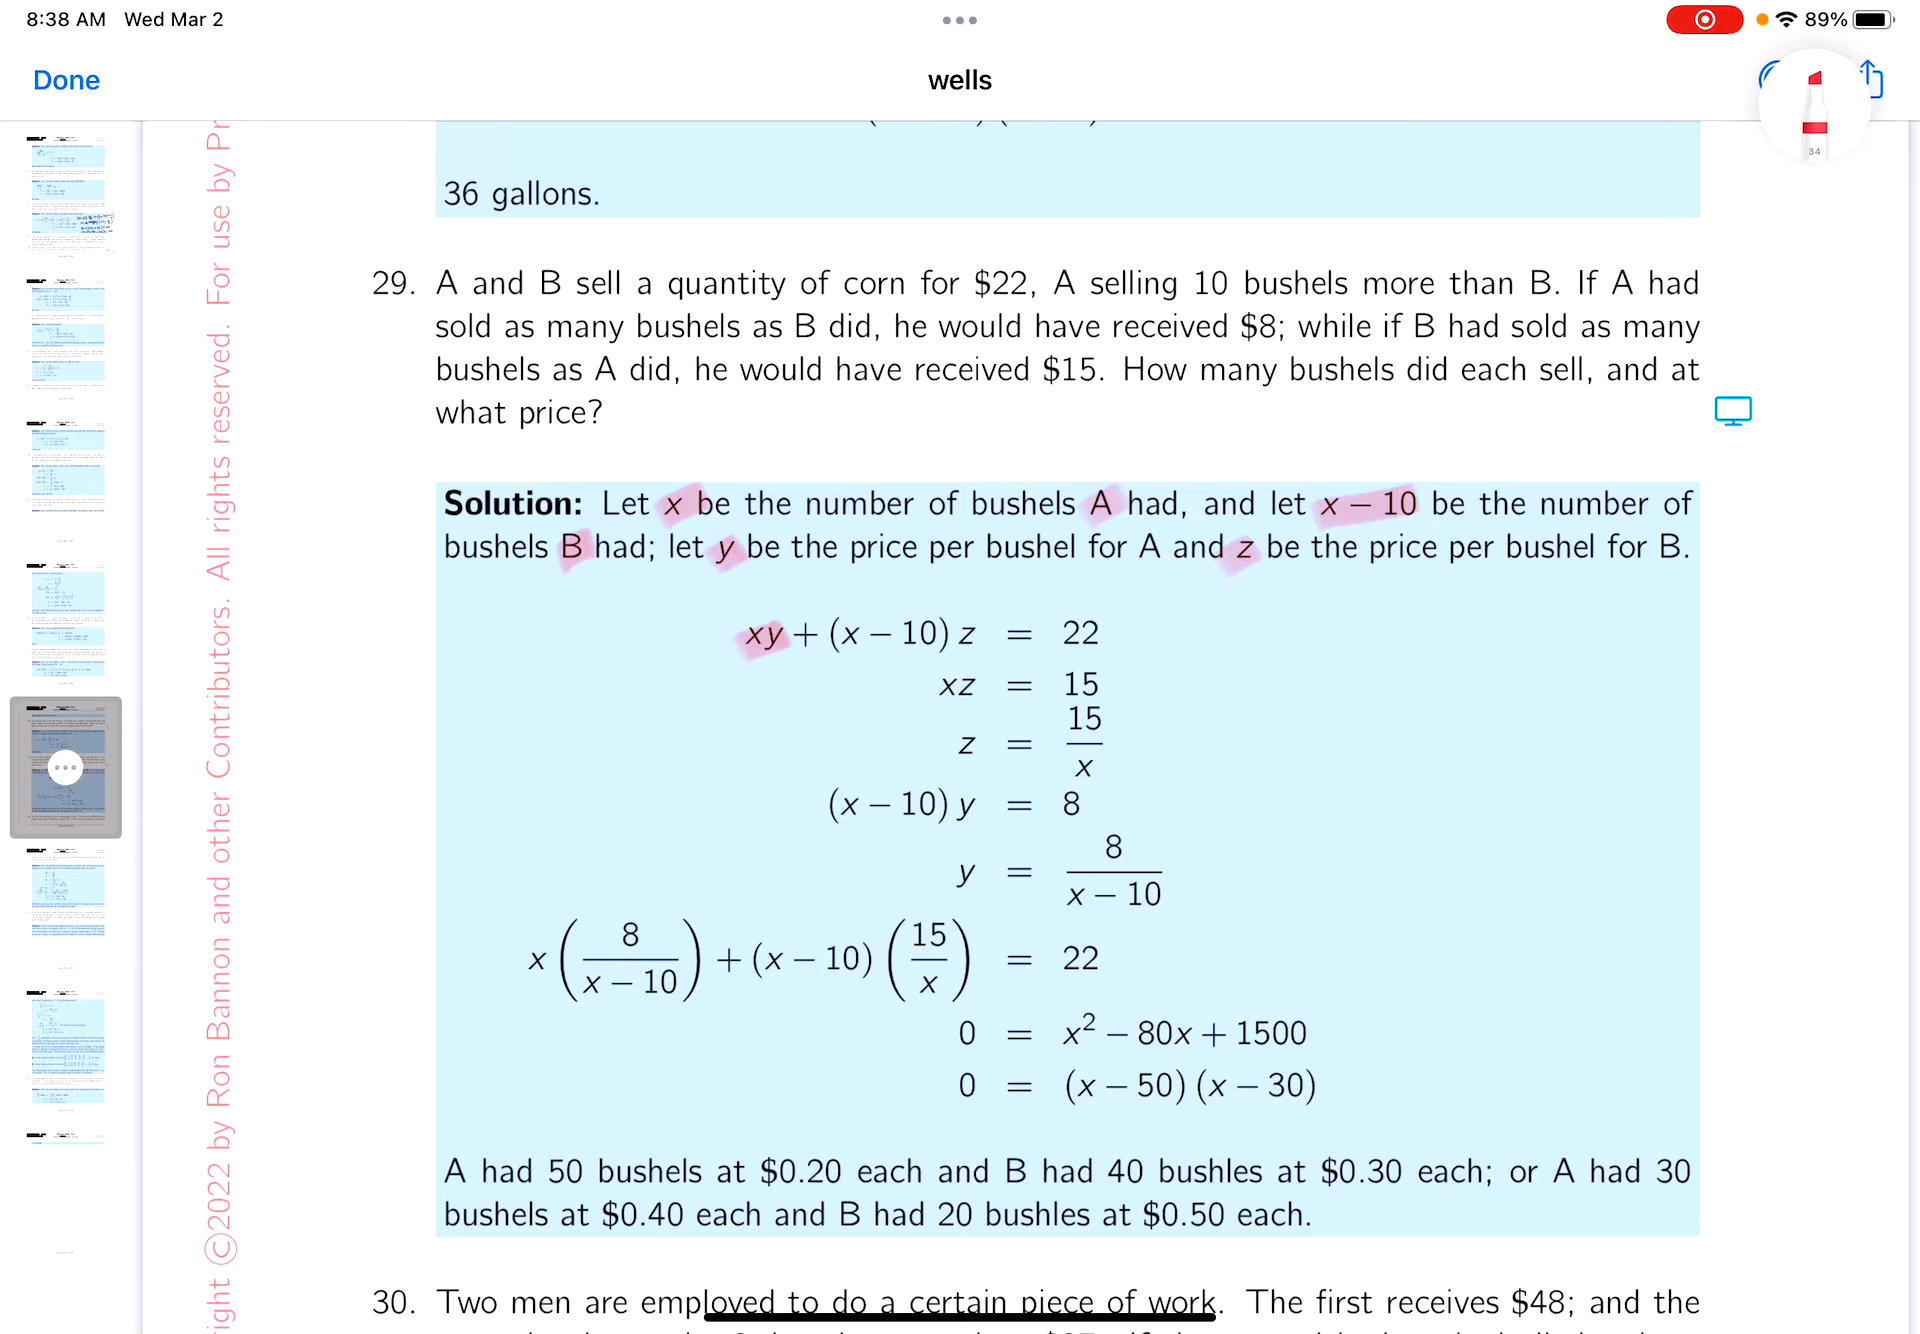 8:38 AM Wed Mar 2
89%
Done
wells
34
36 gallons.
29. A and B sell a quantity of corn for $22, A selling 10 bushels more than B. If A had
sold as many bushels as B did, he would have received $8; while if B had sold as many
bushels as A did, he would have received $15. How many bushels did each sell, and at
what price?
Solution: Let x be the number of bushels A had, and let x − 10 be the number of
bushels B had; let y be the price per bushel for A and z be the price per bushel for B.
xy + (x − 10) z = 22
xz = 15
z = 15/x
(x − 10) y = 8
y = 8/(x − 10)
x (8/(x − 10)) + (x − 10) (15/x) = 22
0 = x² − 80x + 1500
0 = (x − 50) (x − 30)
A had 50 bushels at $0.20 each and B had 40 bushles at $0.30 each; or A had 30
bushels at $0.40 each and B had 20 bushles at $0.50 each.
30. Two men are employed to do a certain piece of work. The first receives $48; and the
right ©2022 by Ron Bannon and other Contributors. All rights reserved. For use by Pr